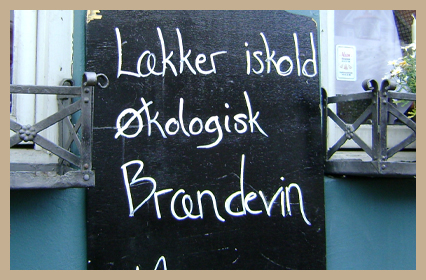 Lækker iskold
Økologisk
Brændevin